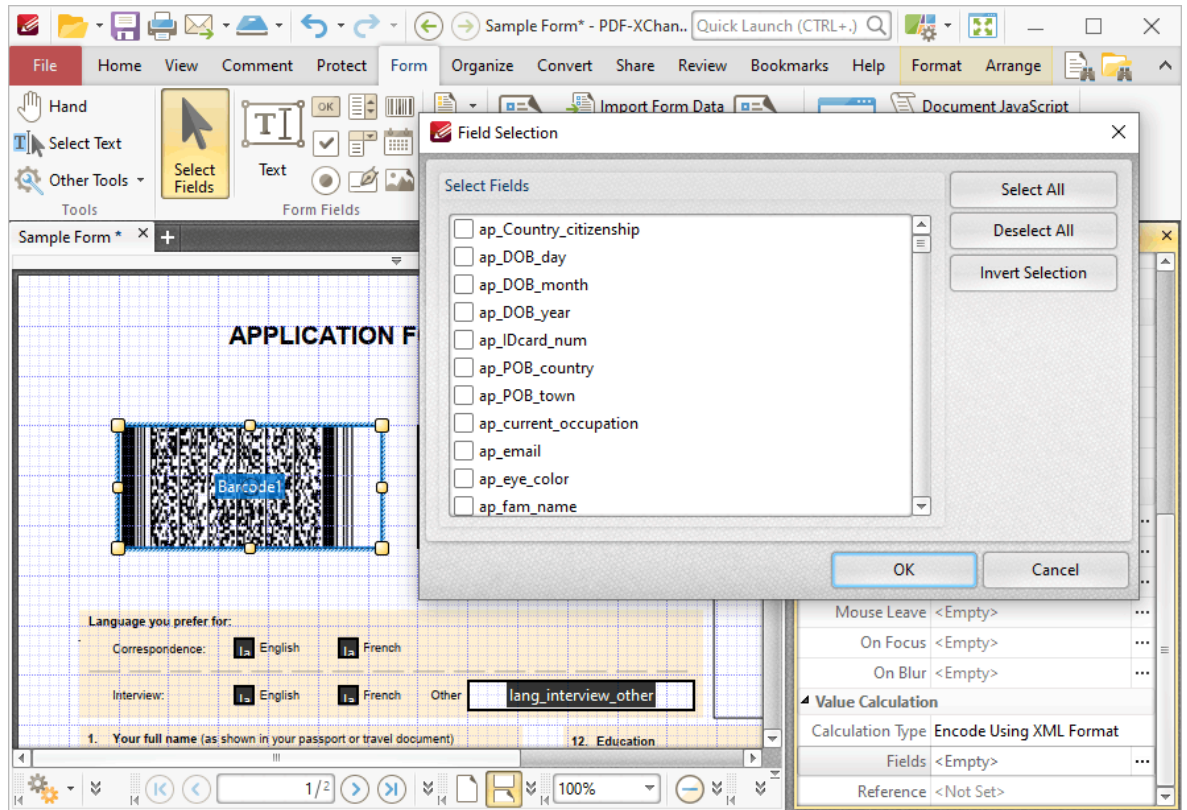 Sample Form* - PDF-XChan.. Quick Launch (CTRL+.)
File Home View Comment Protect Form Organize Convert Share Review Bookmarks Help Format Arrange
Hand
Select Text
Other Tools
Tools
Select Fields
Text
OK
Form Fields
Import Form Data
Document JavaScript
Sample Form *
Field Selection
Select Fields
ap_Country_citizenship
ap_DOB_day
ap_DOB_month
ap_DOB_year
ap_IDcard_num
ap_POB_country
ap_POB_town
ap_current_occupation
ap_email
ap_eye_color
ap_fam_name
Select All
Deselect All
Invert Selection
OK
Cancel
APPLICATION F
Barcode1
Language you prefer for:
Correspondence: la English la French
Interview: la English la French Other lang_interview_other
1. Your full name (as shown in your passport or travel document)
12. Education
Mouse Leave <Empty>
On Focus <Empty>
On Blur <Empty>
Value Calculation
Calculation Type Encode Using XML Format
Fields <Empty>
Reference <Not Set>
1/2
100%